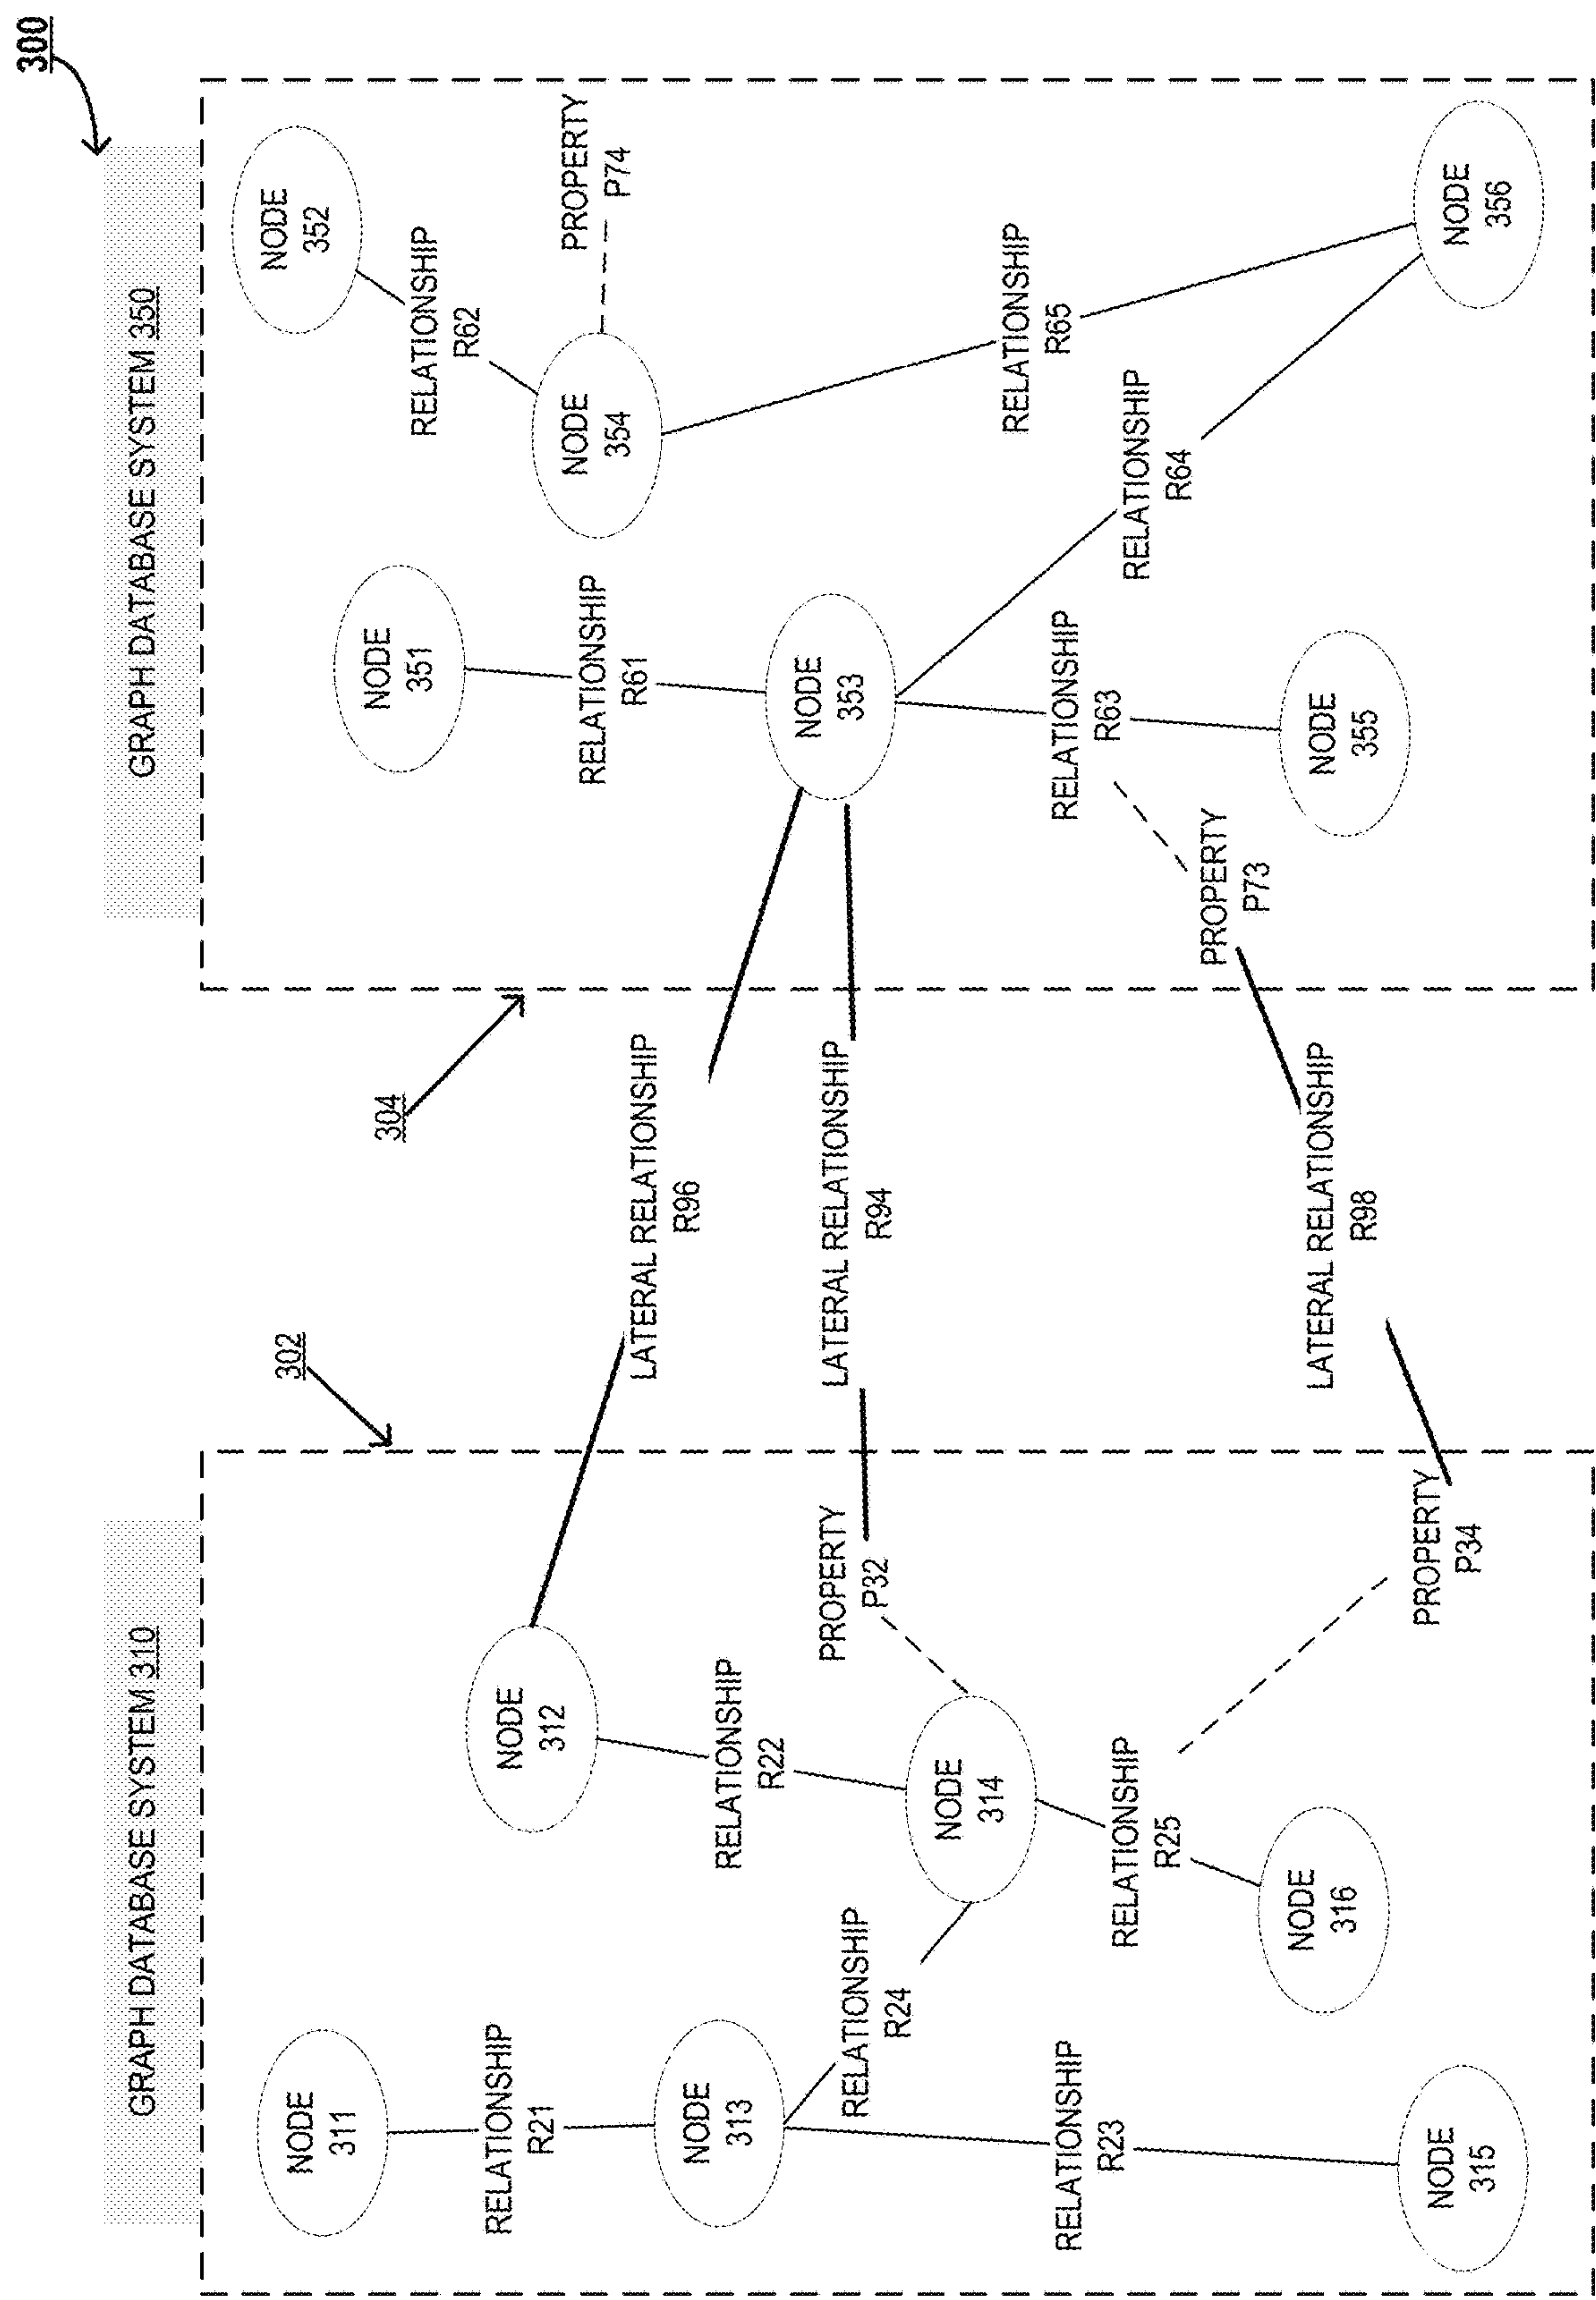 300
GRAPH DATABASE SYSTEM 310
GRAPH DATABASE SYSTEM 350
302
304
NODE
311
RELATIONSHIP
R21
NODE
313
RELATIONSHIP
R24
RELATIONSHIP
R23
NODE
315
NODE
312
RELATIONSHIP
R22
NODE
314
PROPERTY
P32
RELATIONSHIP
R25
NODE
316
PROPERTY
P34
LATERAL RELATIONSHIP
R96
LATERAL RELATIONSHIP
R94
LATERAL RELATIONSHIP
R98
NODE
351
RELATIONSHIP
R61
NODE
353
RELATIONSHIP
R63
PROPERTY
P73
NODE
355
NODE
352
RELATIONSHIP
R62
NODE
354
PROPERTY
P74
RELATIONSHIP
R65
RELATIONSHIP
R64
NODE
356